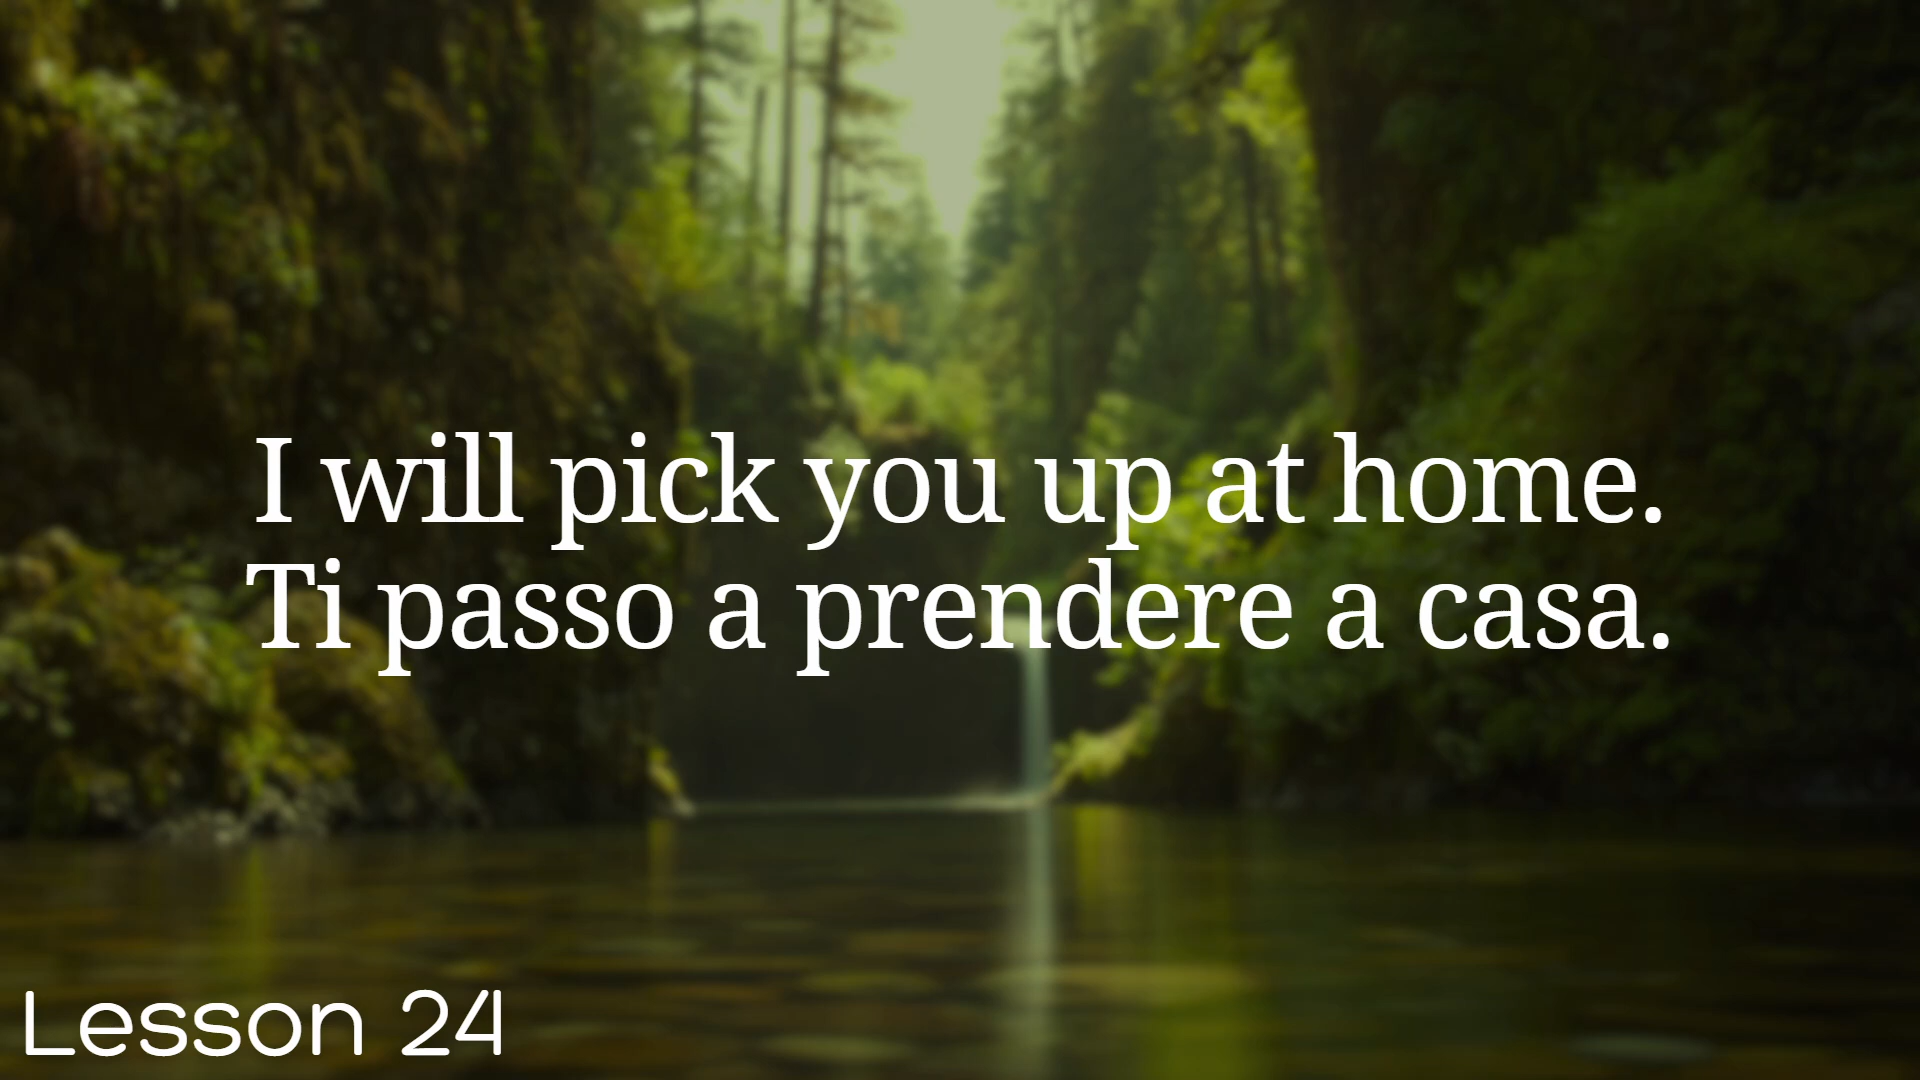 I will pick you up at home.
Ti passo a prendere a casa.
Lesson 24